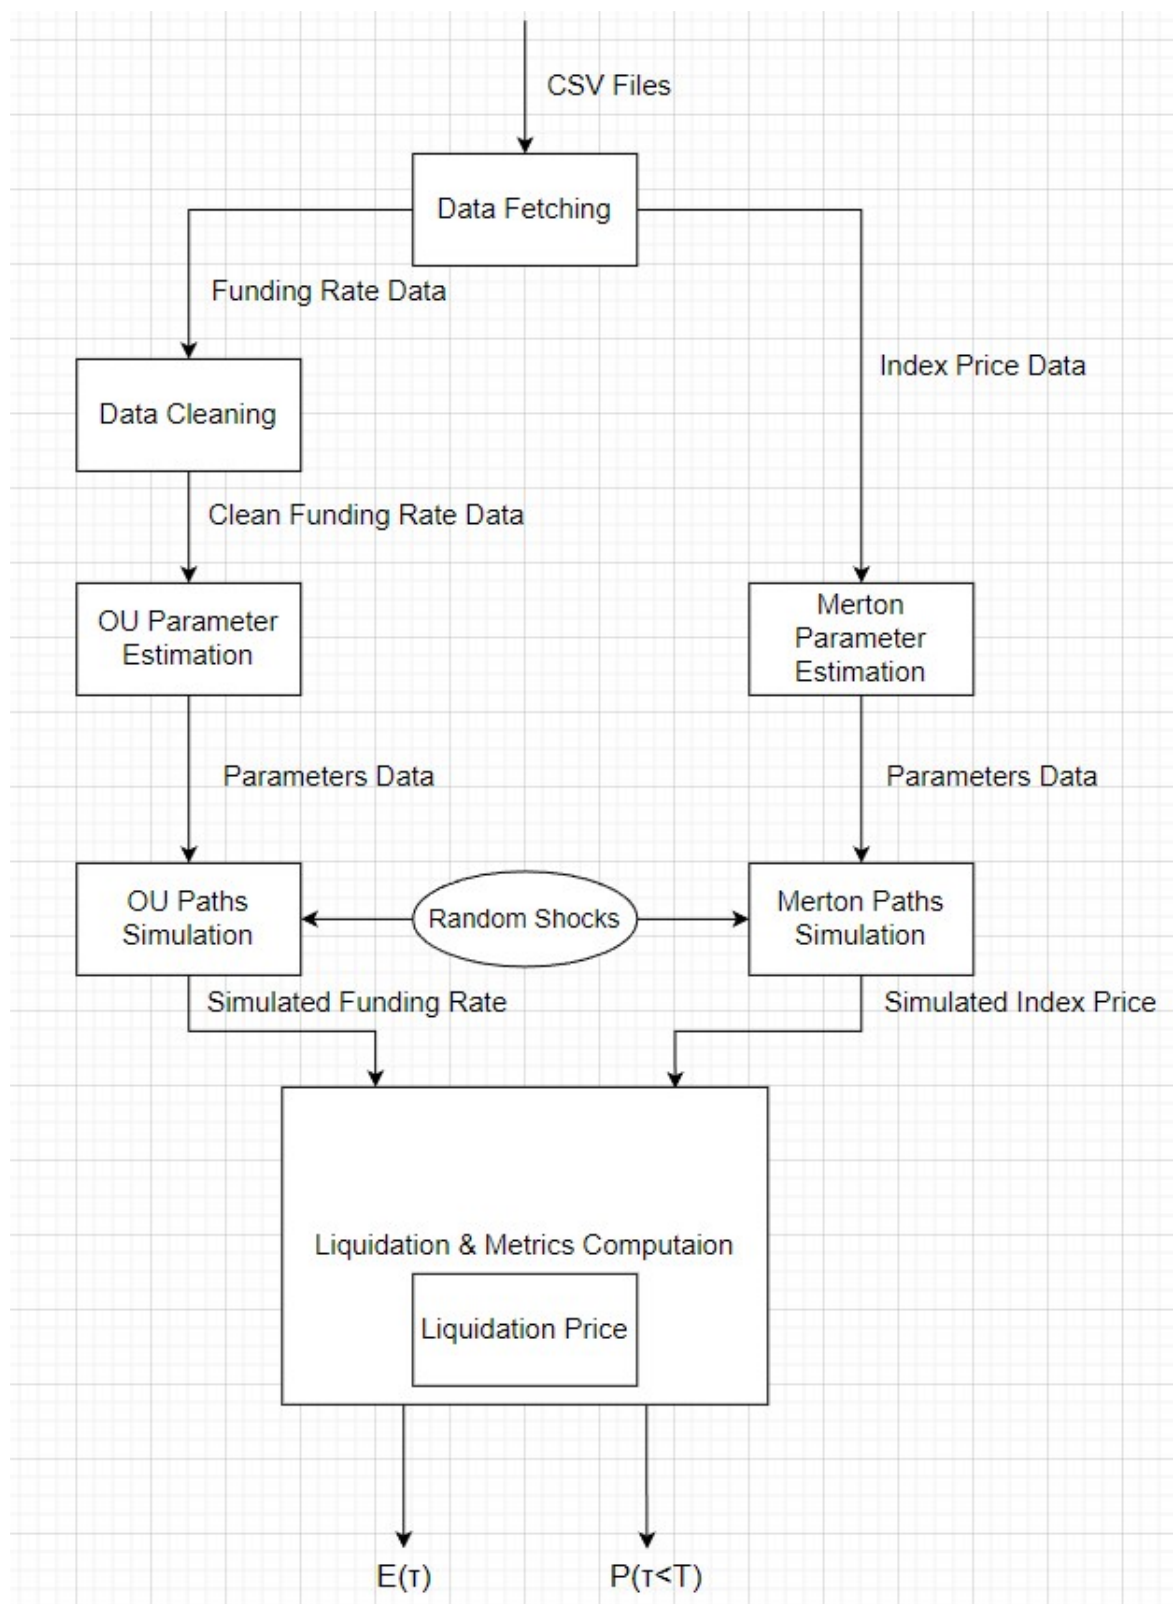 CSV Files
Data Fetching
Funding Rate Data
Index Price Data
Data Cleaning
Clean Funding Rate Data
OU Parameter
Estimation
Merton
Parameter
Estimation
Parameters Data
Parameters Data
OU Paths
Simulation
Random Shocks
Merton Paths
Simulation
Simulated Funding Rate
Simulated Index Price
Liquidation & Metrics Computaion
Liquidation Price
E(τ)
P(τ<T)